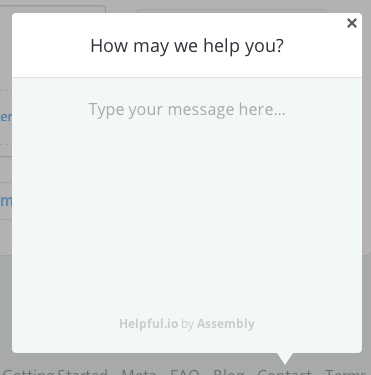 ×
How may we help you?
Type your message here...
Helpful.io by Assembly
Getting Started Meta FAQ Blog Contact Terms